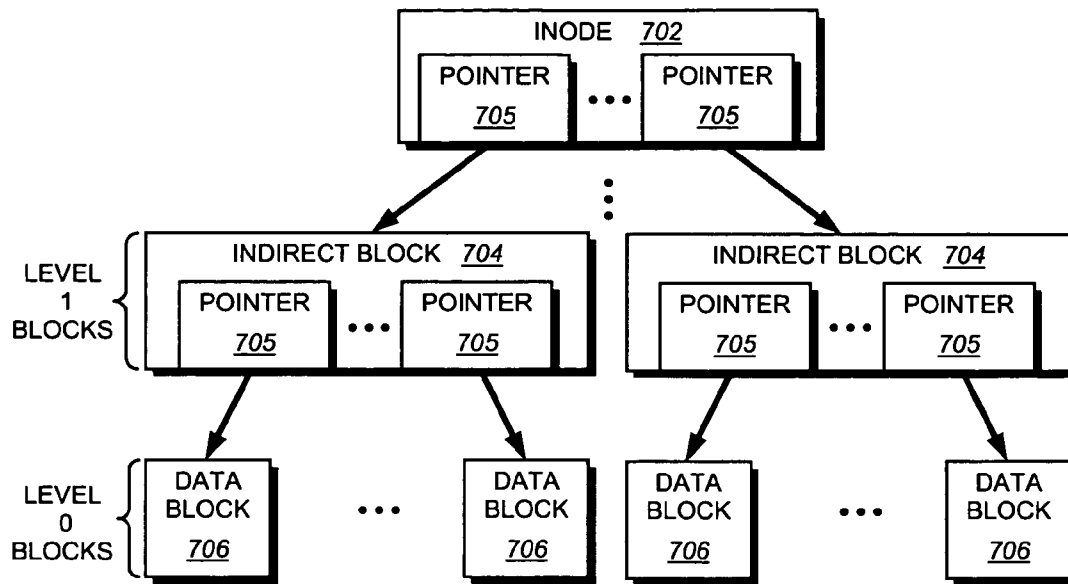 INODE 702
POINTER POINTER
705 705
LEVEL
1
BLOCKS
INDIRECT BLOCK 704
POINTER POINTER
705 705
INDIRECT BLOCK 704
POINTER POINTER
705 705
LEVEL
0
BLOCKS
DATA
BLOCK
706
DATA
BLOCK
706
DATA
BLOCK
706
DATA
BLOCK
706